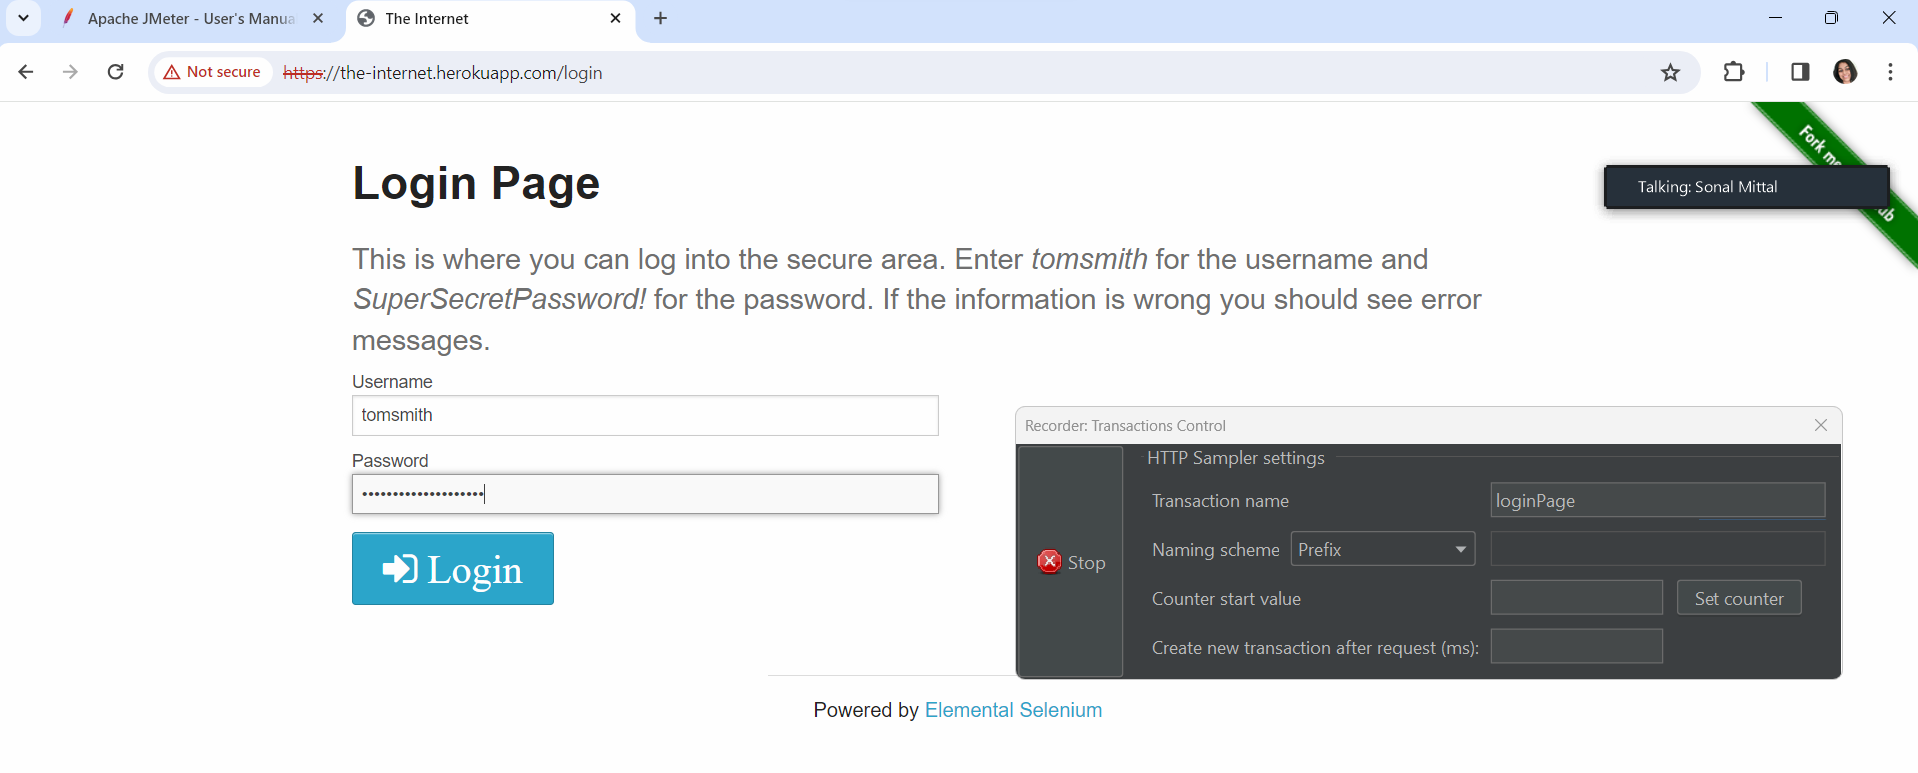 Apache JMeter - User's Manua
The Internet
Not secure
https://the-internet.herokuapp.com/login
Fork me
ub
Talking: Sonal Mittal
Login Page
This is where you can log into the secure area. Enter tomsmith for the username and
SuperSecretPassword! for the password. If the information is wrong you should see error
messages.
Username
tomsmith
Password
••••••••••••••••••••
Login
Recorder: Transactions Control
HTTP Sampler settings
Transaction name
loginPage
Naming scheme
Prefix
Stop
Counter start value
Set counter
Create new transaction after request (ms):
Powered by Elemental Selenium